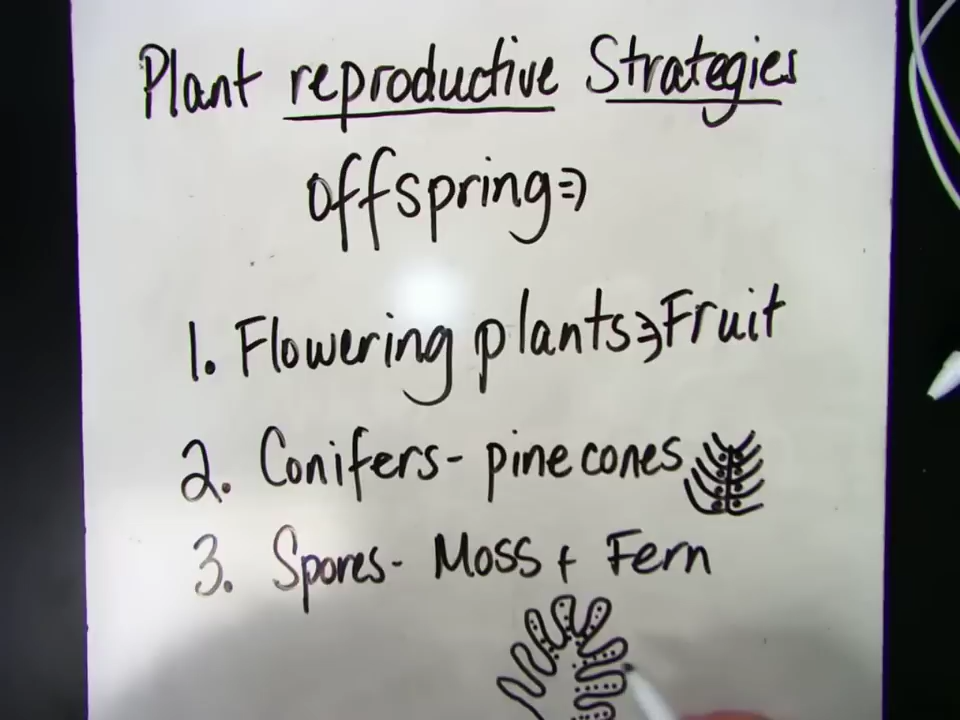 Plant reproductive Strategies
offspring⇒
1. Flowering plants⇒Fruit
2. Conifers- pine cones
3. Spores- Moss + Fern